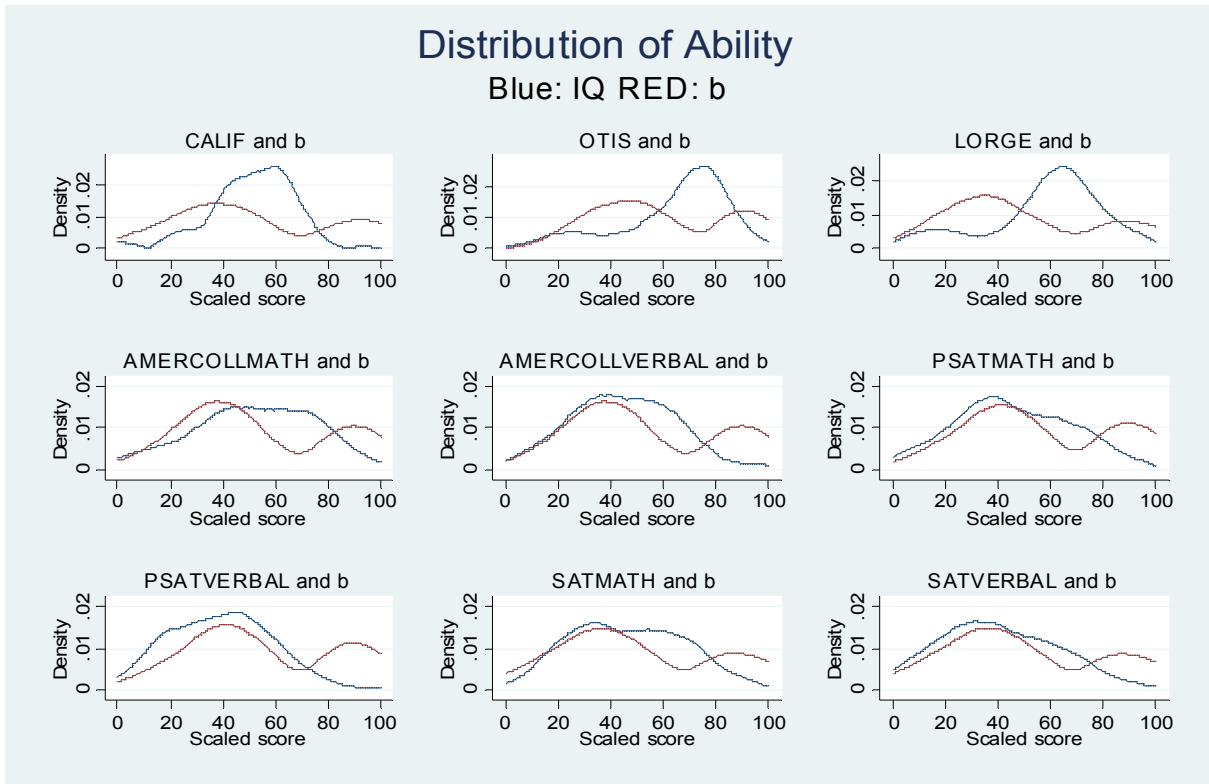 Distribution of Ability
Blue: IQ RED: b
CALIF and b
Density
0 .01 .02
0 20 40 60 80 100
Scaled score
OTIS and b
Density
0 .01 .02
0 20 40 60 80 100
Scaled score
LORGE and b
Density
0 .01 .02
0 20 40 60 80 100
Scaled score
AMERCOLLMATH and b
Density
0 .01 .02
0 20 40 60 80 100
Scaled score
AMERCOLLVERBAL and b
Density
0 .01 .02
0 20 40 60 80 100
Scaled score
PSATMATH and b
Density
0 .01 .02
0 20 40 60 80 100
Scaled score
PSATVERBAL and b
Density
0 .01 .02
0 20 40 60 80 100
Scaled score
SATMATH and b
Density
0 .01 .02
0 20 40 60 80 100
Scaled score
SATVERBAL and b
Density
0 .01 .02
0 20 40 60 80 100
Scaled score